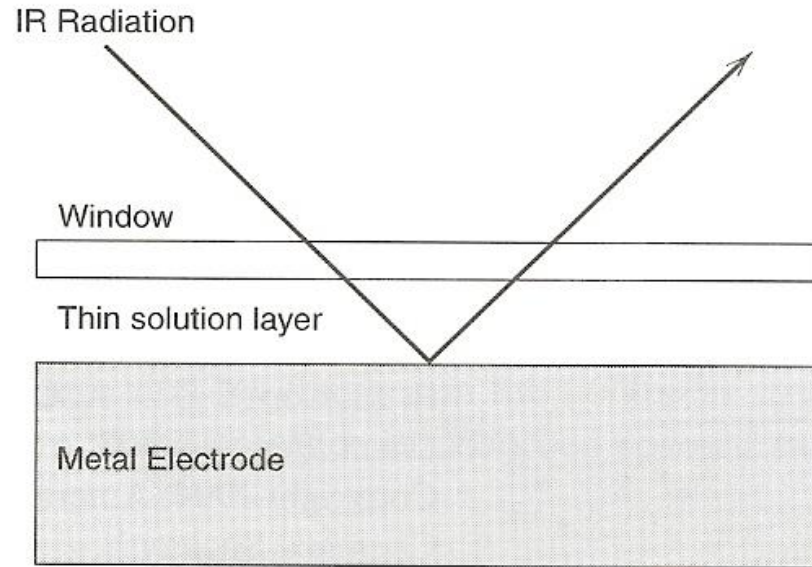 IR Radiation
Window
Thin solution layer
Metal Electrode